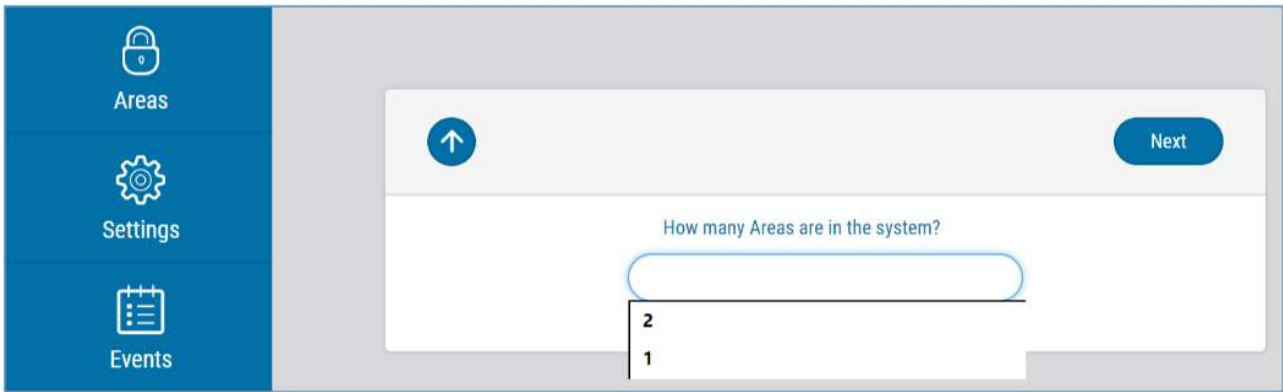 Areas
Settings
Events
Next
How many Areas are in the system?
2
1